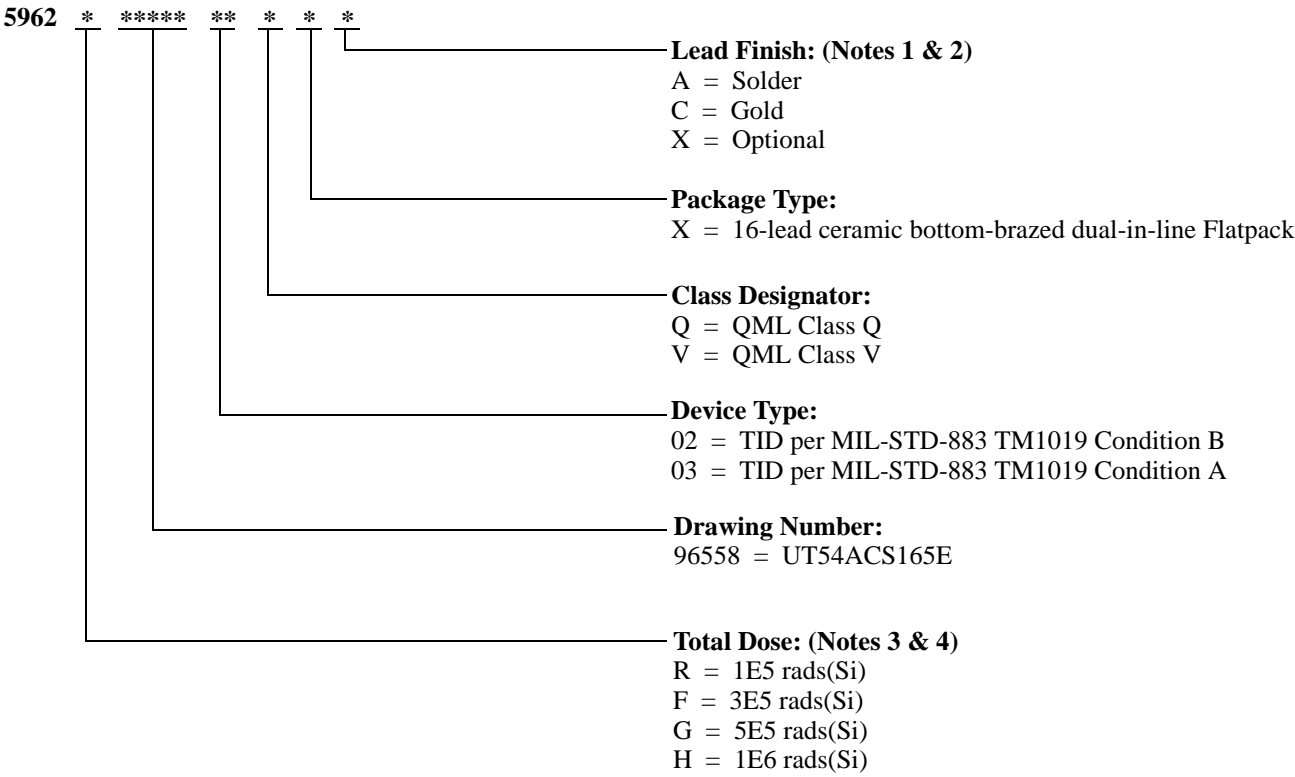 5962 * ***** ** * * *
Lead Finish: (Notes 1 & 2)
A = Solder
C = Gold
X = Optional
Package Type:
X = 16-lead ceramic bottom-brazed dual-in-line Flatpack
Class Designator:
Q = QML Class Q
V = QML Class V
Device Type:
02 = TID per MIL-STD-883 TM1019 Condition B
03 = TID per MIL-STD-883 TM1019 Condition A
Drawing Number:
96558 = UT54ACS165E
Total Dose: (Notes 3 & 4)
R = 1E5 rads(Si)
F = 3E5 rads(Si)
G = 5E5 rads(Si)
H = 1E6 rads(Si)